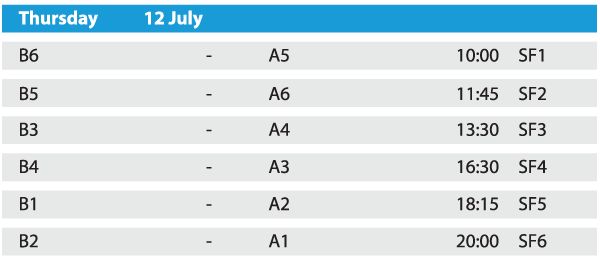 Thursday 12 July
B6 - A5 10:00 SF1
B5 - A6 11:45 SF2
B3 - A4 13:30 SF3
B4 - A3 16:30 SF4
B1 - A2 18:15 SF5
B2 - A1 20:00 SF6